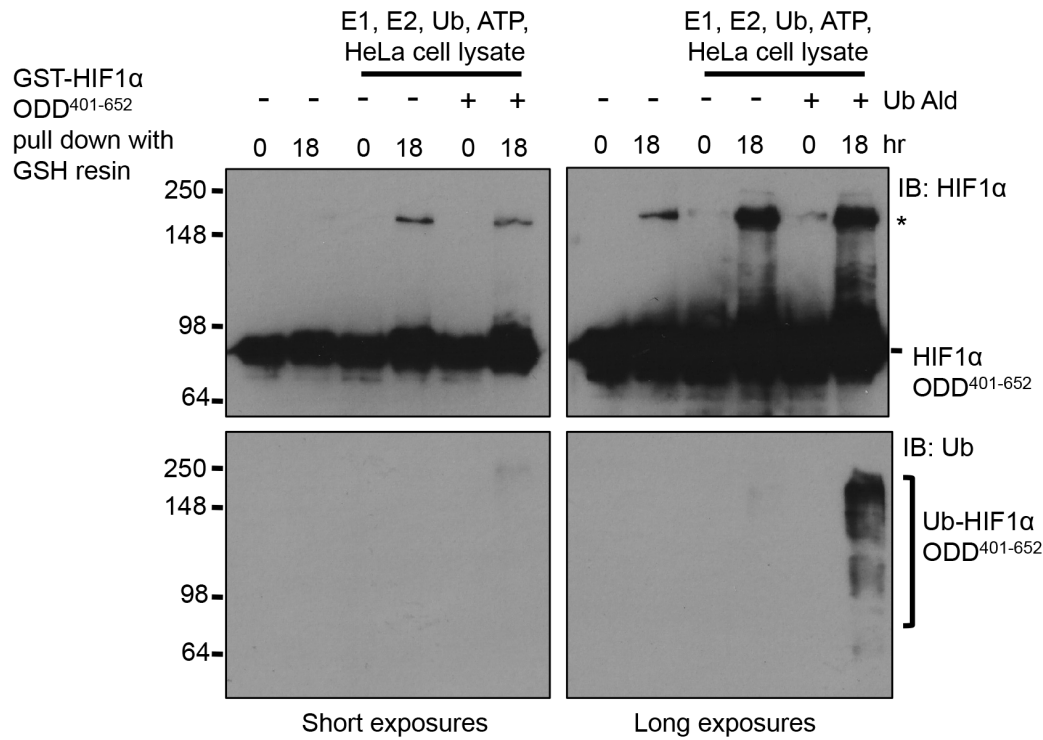 E1, E2, Ub, ATP,
HeLa cell lysate
E1, E2, Ub, ATP,
HeLa cell lysate
GST-HIF1α
ODD401-652
pull down with
GSH resin
- - - - + + - - - - + + Ub Ald
0 18 0 18 0 18 0 18 0 18 0 18 hr
IB: HIF1α
250
148
98
64
*
HIF1α
ODD401-652
IB: Ub
250
148
98
64
Ub-HIF1α
ODD401-652
Short exposures
Long exposures